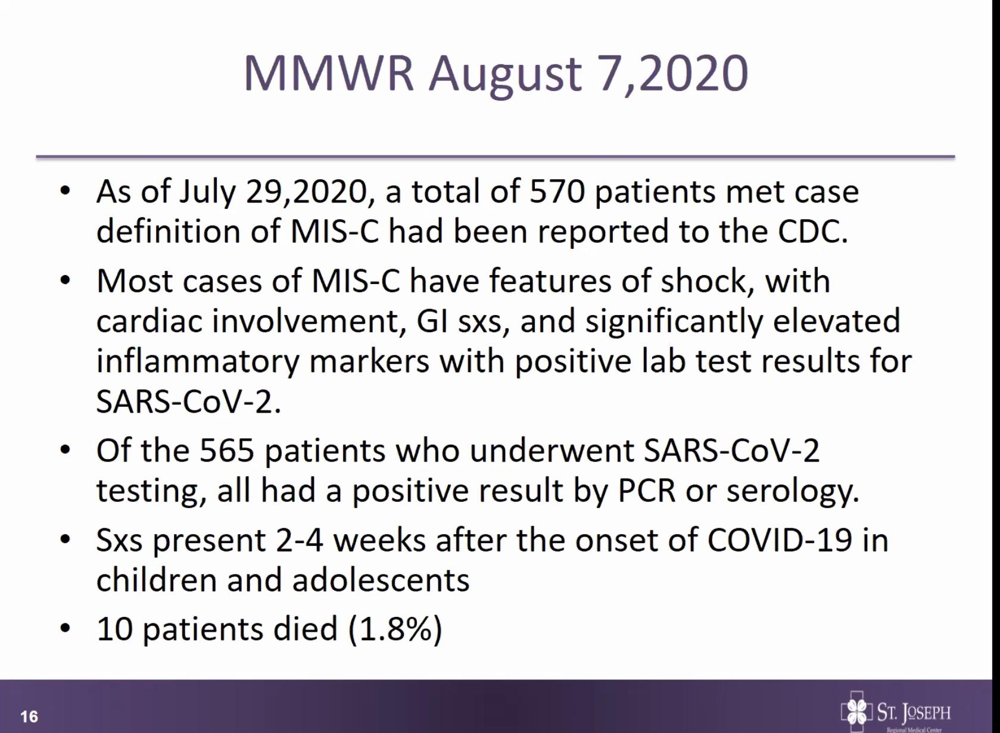 MMWR August 7,2020
• As of July 29,2020, a total of 570 patients met case
definition of MIS-C had been reported to the CDC.
• Most cases of MIS-C have features of shock, with
cardiac involvement, GI sxs, and significantly elevated
inflammatory markers with positive lab test results for
SARS-CoV-2.
• Of the 565 patients who underwent SARS-CoV-2
testing, all had a positive result by PCR or serology.
• Sxs present 2-4 weeks after the onset of COVID-19 in
children and adolescents
• 10 patients died (1.8%)
16
ST. JOSEPH
Regional Medical Center